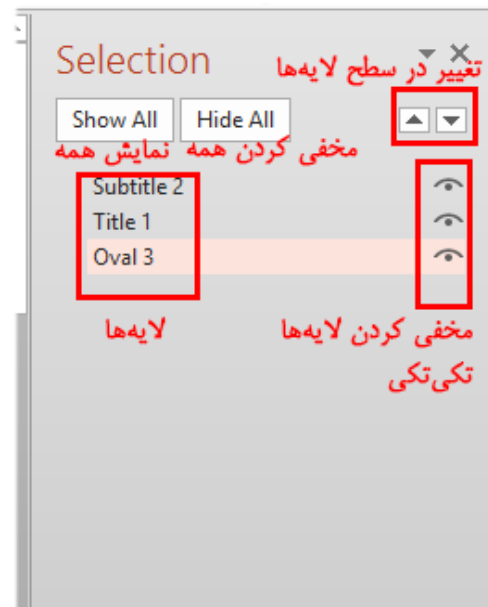 Selection
تغییر در سطح لایه‌ها
Show All
Hide All
نمایش همه
مخفی کردن همه
Subtitle 2
Title 1
Oval 3
لایه‌ها
مخفی کردن لایه‌ها
تکی‌تکی